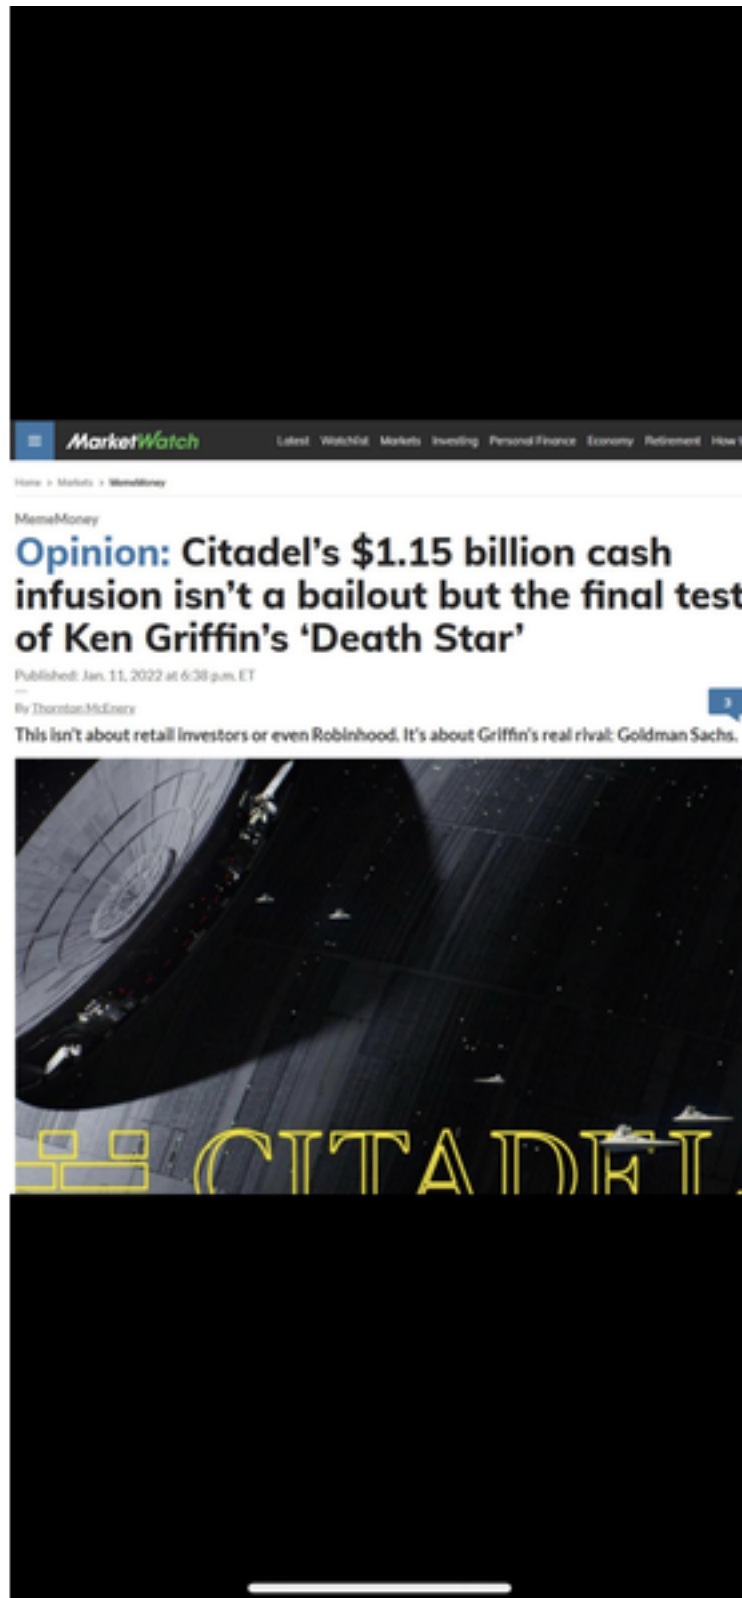 MarketWatch Latest Watchlist Markets Investing Personal Finance Economy Retirement How
Home > Markets > MemeMoney
MemeMoney
Opinion: Citadel's $1.15 billion cash
infusion isn't a bailout but the final test
of Ken Griffin's ‘Death Star’
Published: Jan. 11, 2022 at 6:38 p.m. ET
By Thornton McEnery
3
This isn't about retail investors or even Robinhood. It's about Griffin's real rival: Goldman Sachs.
CITADEL